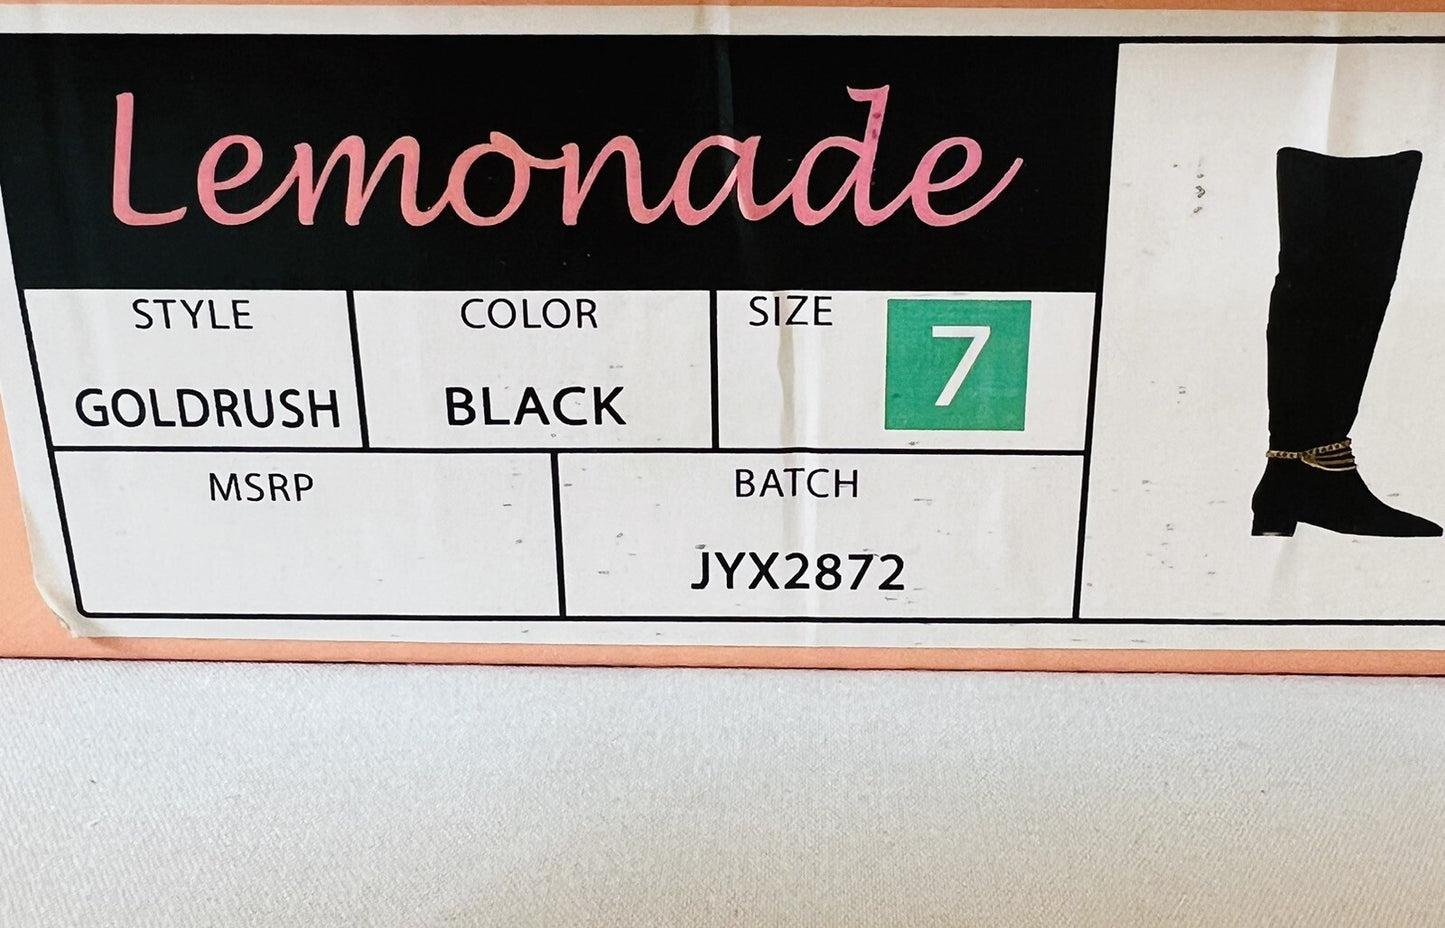 Lemonade
STYLE
GOLDRUSH
COLOR
BLACK
SIZE
7
MSRP
BATCH
JYX2872